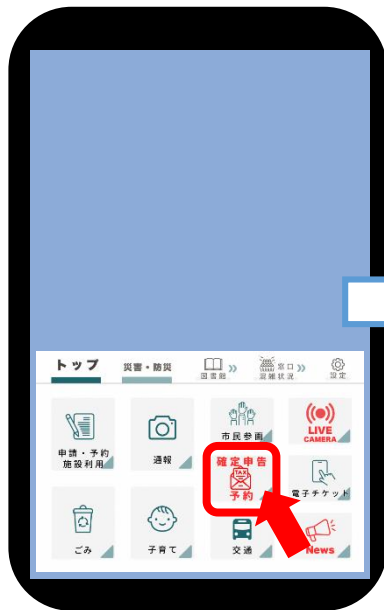 トップ
災害・防災
図書館
窓口
混雑状況
設定
申請・予約
施設利用
通報
市民参画
LIVE
CAMERA
確定申告
TAX
予約
電子チケット
ごみ
子育て
交通
News